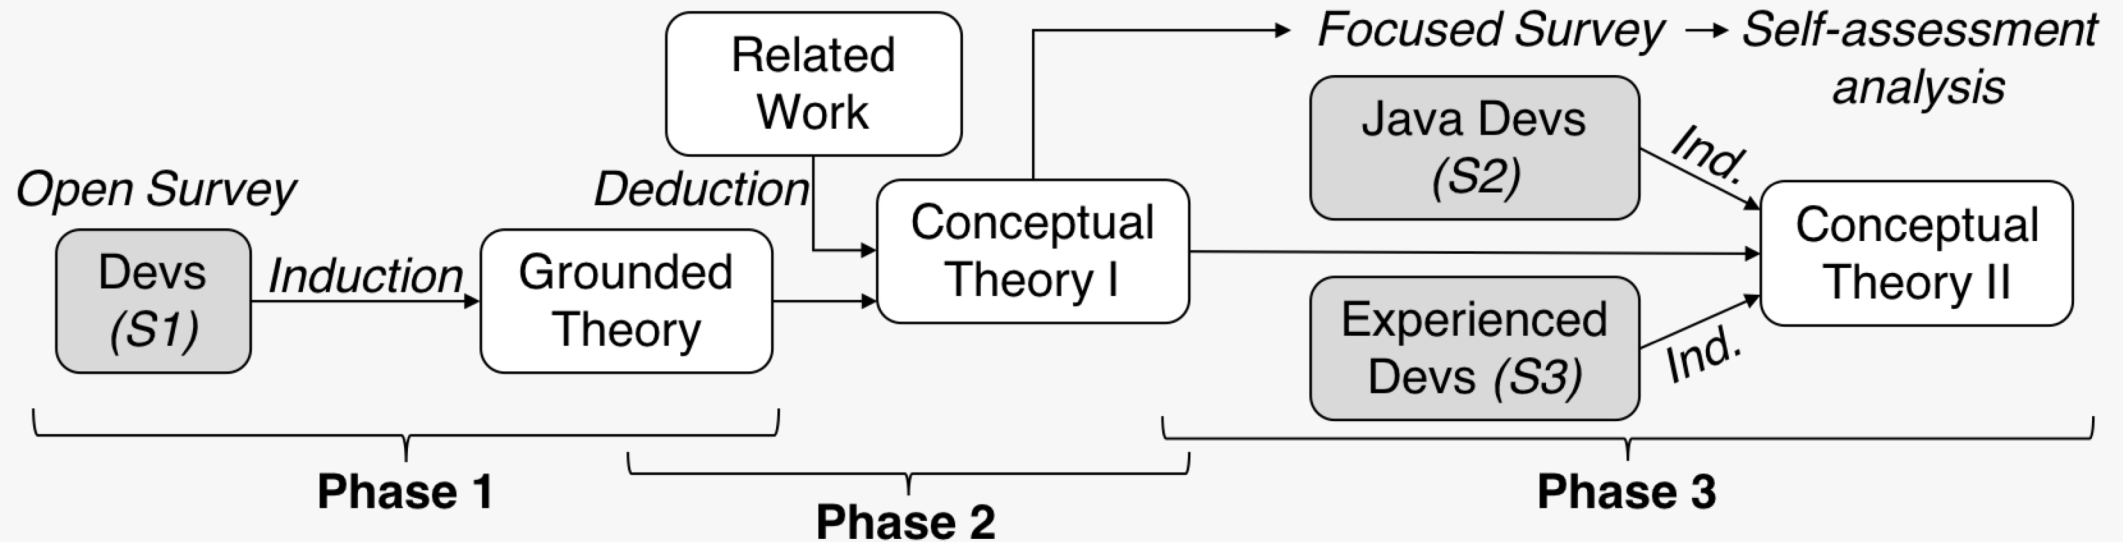 Open Survey
Devs
(S1)
Induction
Grounded
Theory
Related
Work
Deduction
Conceptual
Theory I
Focused Survey
Self-assessment
analysis
Java Devs
(S2)
Ind.
Experienced
Devs (S3)
Ind.
Conceptual
Theory II
Phase 1
Phase 2
Phase 3